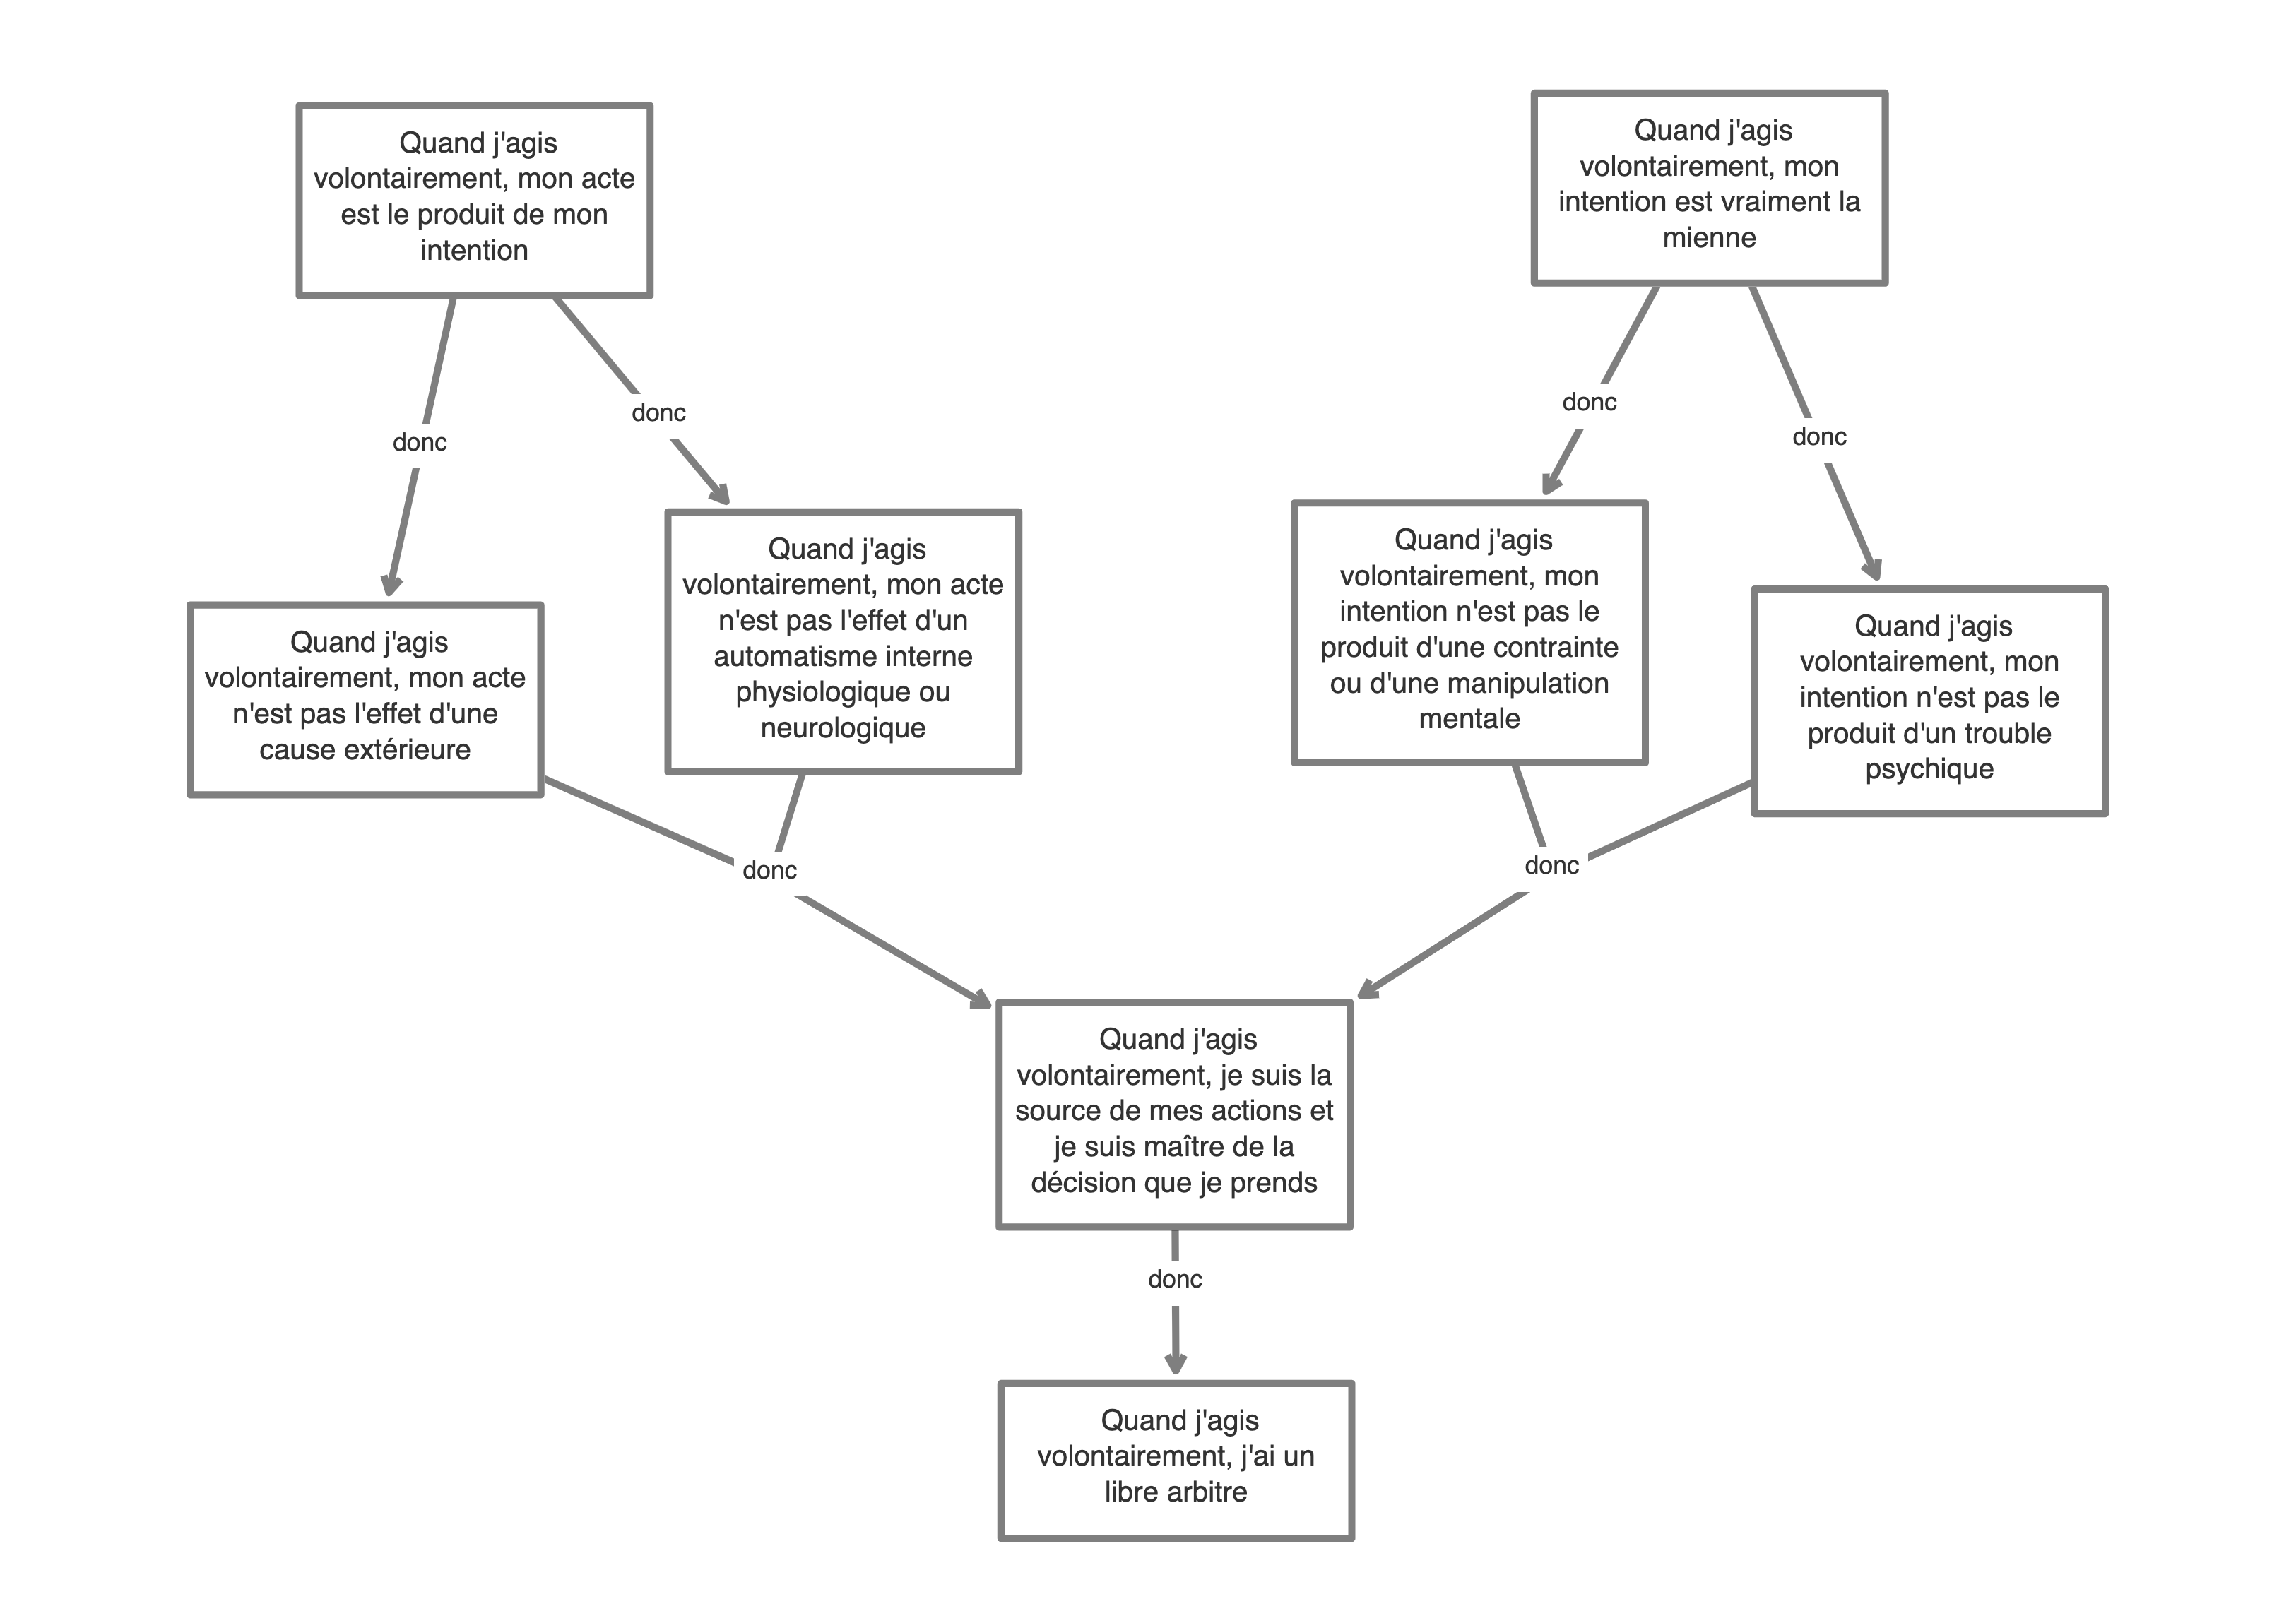 Quand j'agis
volontairement, mon acte
est le produit de mon
intention
Quand j'agis
volontairement, mon
intention est vraiment la
mienne
donc
donc
donc
donc
Quand j'agis
volontairement, mon acte
n'est pas l'effet d'une
cause extérieure
Quand j'agis
volontairement, mon acte
n'est pas l'effet d'un
automatisme interne
physiologique ou
neurologique
Quand j'agis
volontairement, mon
intention n'est pas le
produit d'une contrainte
ou d'une manipulation
mentale
Quand j'agis
volontairement, mon
intention n'est pas le
produit d'un trouble
psychique
donc
donc
Quand j'agis
volontairement, je suis la
source de mes actions et
je suis maître de la
décision que je prends
donc
Quand j'agis
volontairement, j'ai un
libre arbitre